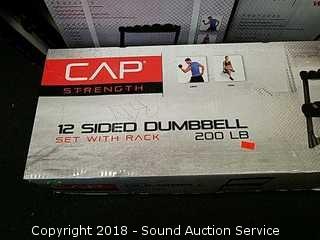 CAP
STRENGTH
12 SIDED DUMBBELL
SET WITH RACK 200 LB
Copyright 2018 - Sound Auction Service